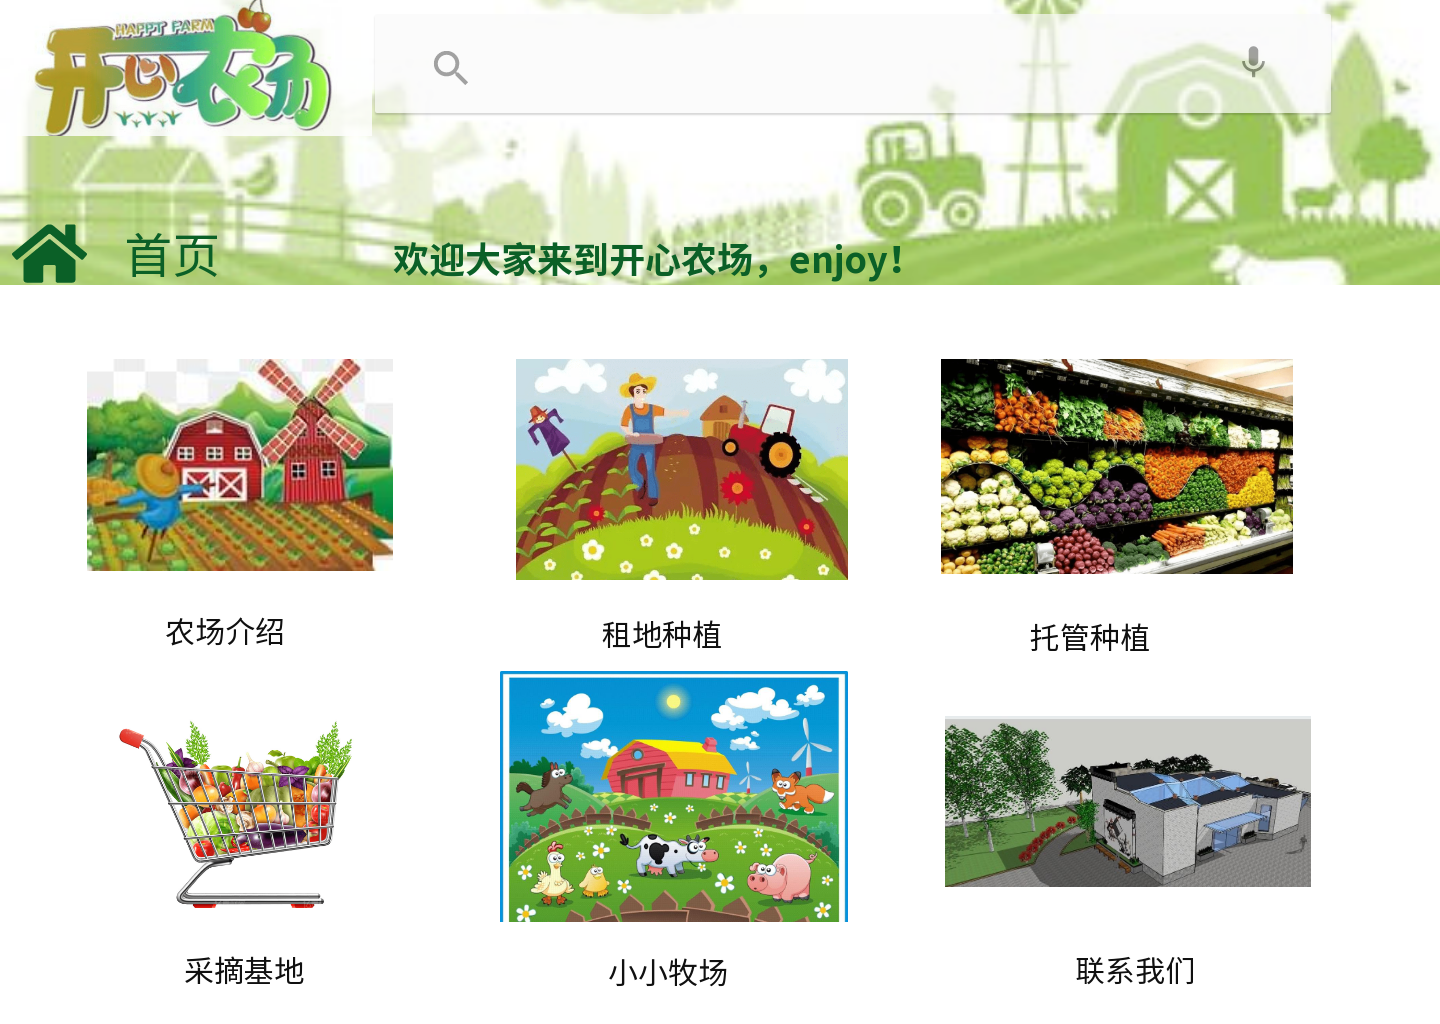 HAPPT FARM
开心农场
首页
欢迎大家来到开心农场，enjoy！
农场介绍
租地种植
托管种植
采摘基地
小小牧场
联系我们